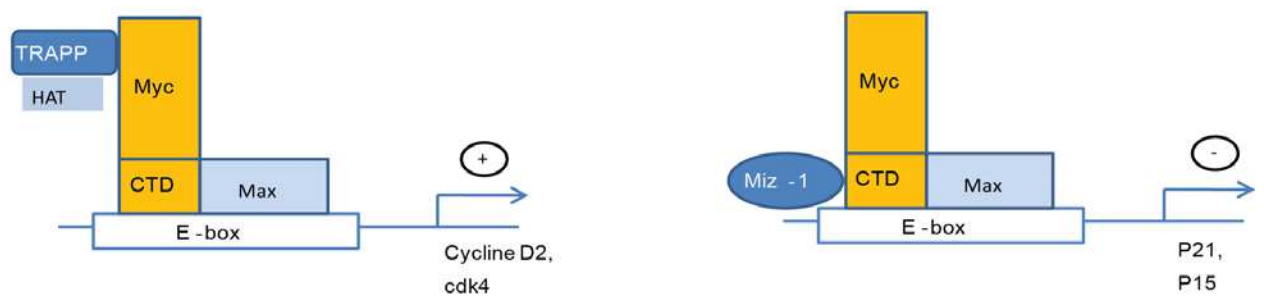 TRAPP
HAT
Myc
CTD
Max
E -box
+
Cycline D2,
cdk4
Myc
Miz -1
CTD
Max
E -box
-
P21,
P15